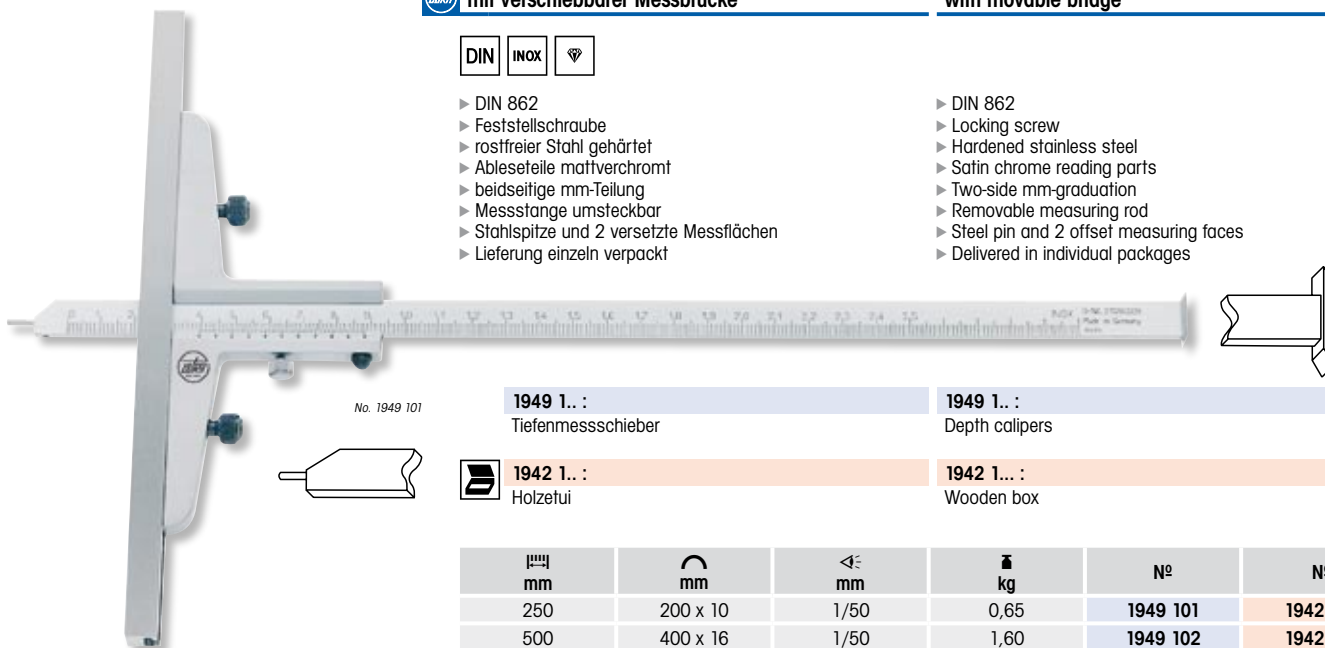 mit verschiebbarer Messbrücke
with movable bridge
DIN INOX
▶ DIN 862
▶ Feststellschraube
▶ rostfreier Stahl gehärtet
▶ Ableseteile mattverchromt
▶ beidseitige mm-Teilung
▶ Messstange umsteckbar
▶ Stahlspitze und 2 versetzte Messflächen
▶ Lieferung einzeln verpackt
▶ DIN 862
▶ Locking screw
▶ Hardened stainless steel
▶ Satin chrome reading parts
▶ Two-side mm-graduation
▶ Removable measuring rod
▶ Steel pin and 2 offset measuring faces
▶ Delivered in individual packages
INOX
Made in Germany
No. 1949 101
1949 1.. :
Tiefenmessschieber
1949 1.. :
Depth calipers
1942 1.. :
Holzetui
1942 1... :
Wooden box
mm mm mm kg Nº
250 200 x 10 1/50 0,65 1949 101 1942
500 400 x 16 1/50 1,60 1949 102 1942